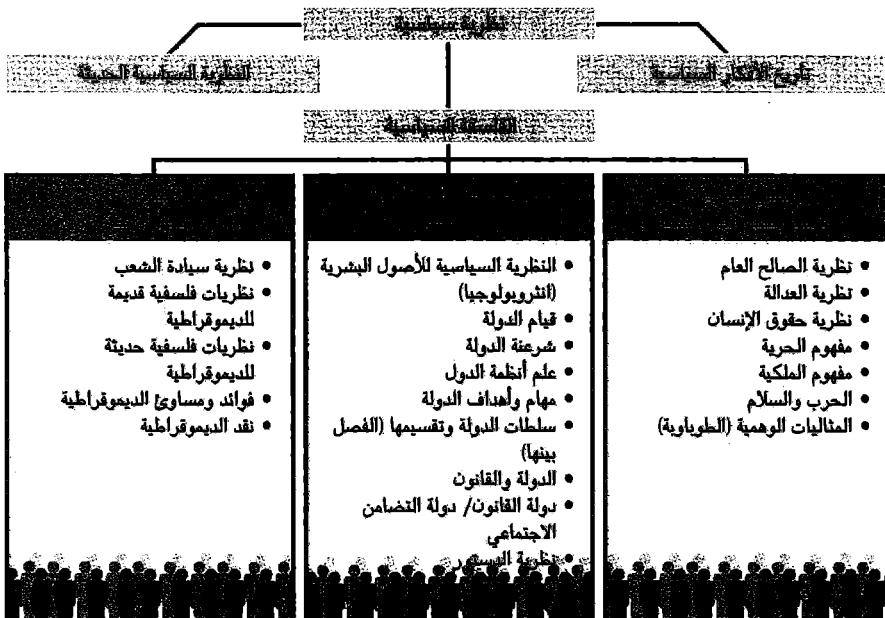 نظرية سياسية
تاريخ الأفكار السياسية
النظرية السياسية الحديثة
الفلسفة السياسية
• نظرية الصالح العام
• نظرية العدالة
• نظرية حقوق الإنسان
• مفهوم الحرية
• مفهوم الملكية
• الحرب والسلام
• المثاليات الوهمية (الطوباوية)
• النظرية السياسية للأصول البشرية
(انثروبولوجيا)
• قيام الدولة
• شرعنة الدولة
• علم أنظمة الدول
• مهام وأهداف الدولة
• سلطات الدولة وتقسيمها (الفصل
بينها)
• الدولة والقانون
• دولة القانون/ دولة التضامن
الاجتماعي
• نظرية الدستور
• نظرية سيادة الشعب
• نظريات فلسفية قديمة
للديموقراطية
• نظريات فلسفية حديثة
للديموقراطية
• فوائد ومساوئ الديموقراطية
• نقد الديموقراطية